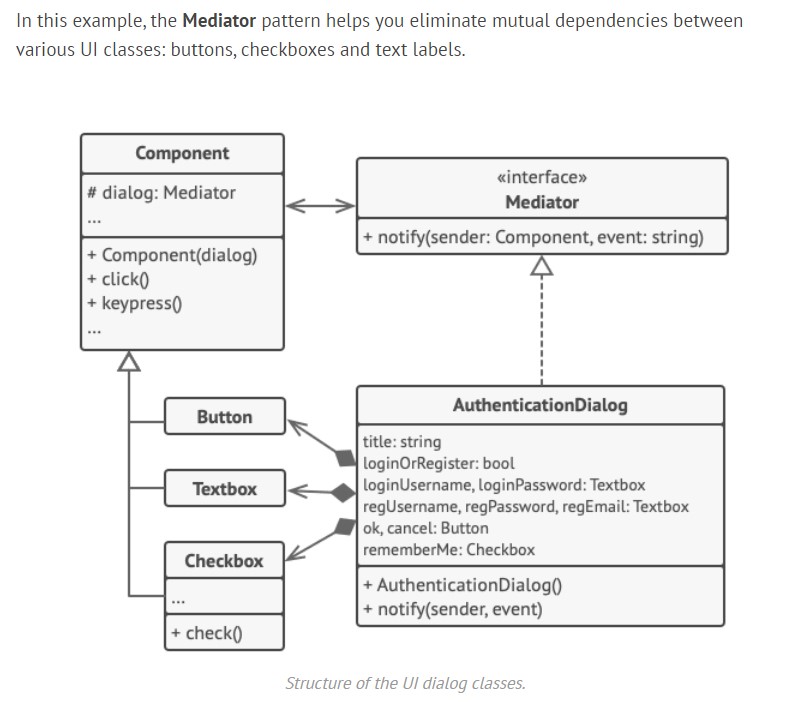 In this example, the Mediator pattern helps you eliminate mutual dependencies between
various UI classes: buttons, checkboxes and text labels.
Component
# dialog: Mediator
...
+ Component(dialog)
+ click()
+ keypress()
...
«interface»
Mediator
+ notify(sender: Component, event: string)
Button
Textbox
Checkbox
...
+ check()
AuthenticationDialog
title: string
loginOrRegister: bool
loginUsername, loginPassword: Textbox
regUsername, regPassword, regEmail: Textbox
ok, cancel: Button
rememberMe: Checkbox
+ AuthenticationDialog()
+ notify(sender, event)
Structure of the UI dialog classes.